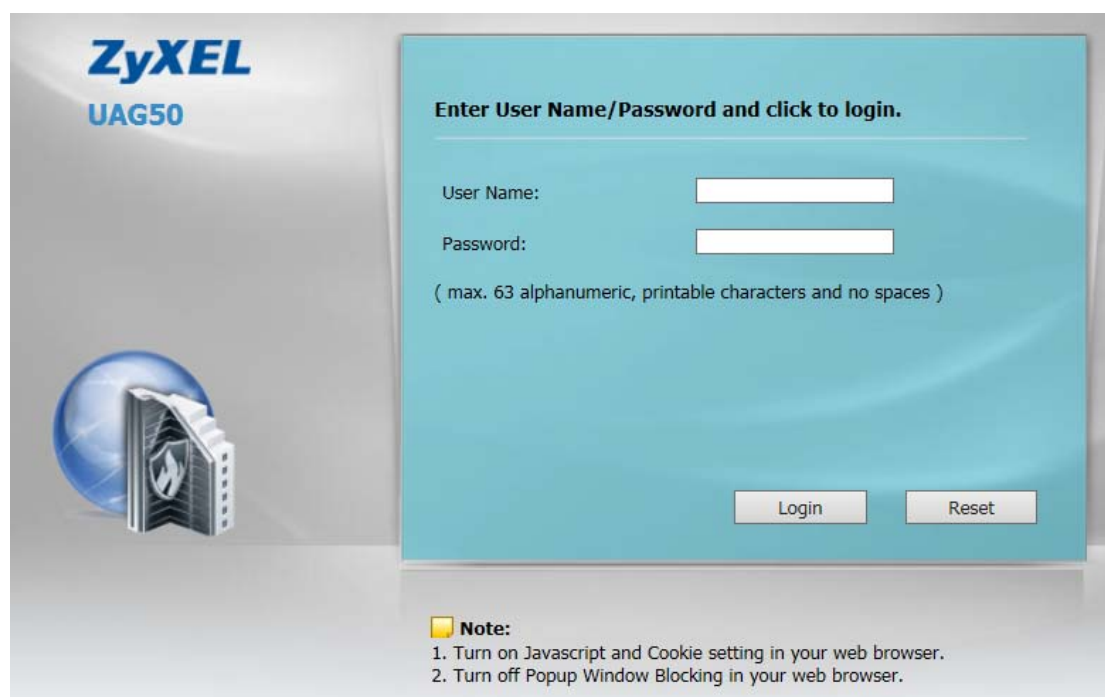 ZyXEL
UAG50
Enter User Name/Password and click to login.
User Name:
Password:
( max. 63 alphanumeric, printable characters and no spaces )
Login Reset
Note:
1. Turn on Javascript and Cookie setting in your web browser.
2. Turn off Popup Window Blocking in your web browser.